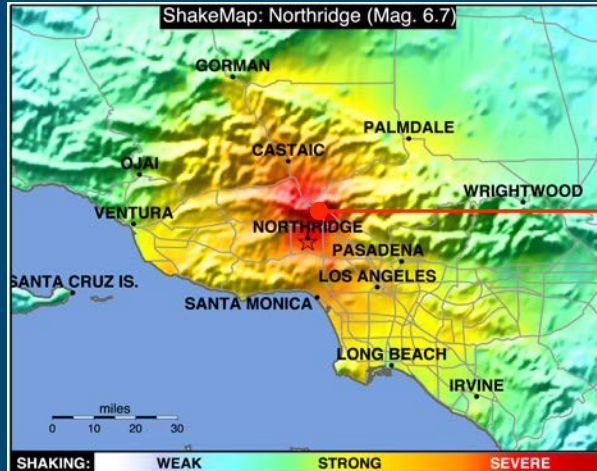 ShakeMap: Northridge (Mag. 6.7)
GORMAN
PALMDALE
CASTAIC
OJAI
WRIGHTWOOD
VENTURA
NORTHRIDGE
PASADENA
SANTA CRUZ IS.
LOS ANGELES
SANTA MONICA
LONG BEACH
IRVINE
miles
0 10 20 30
SHAKING: WEAK STRONG SEVERE